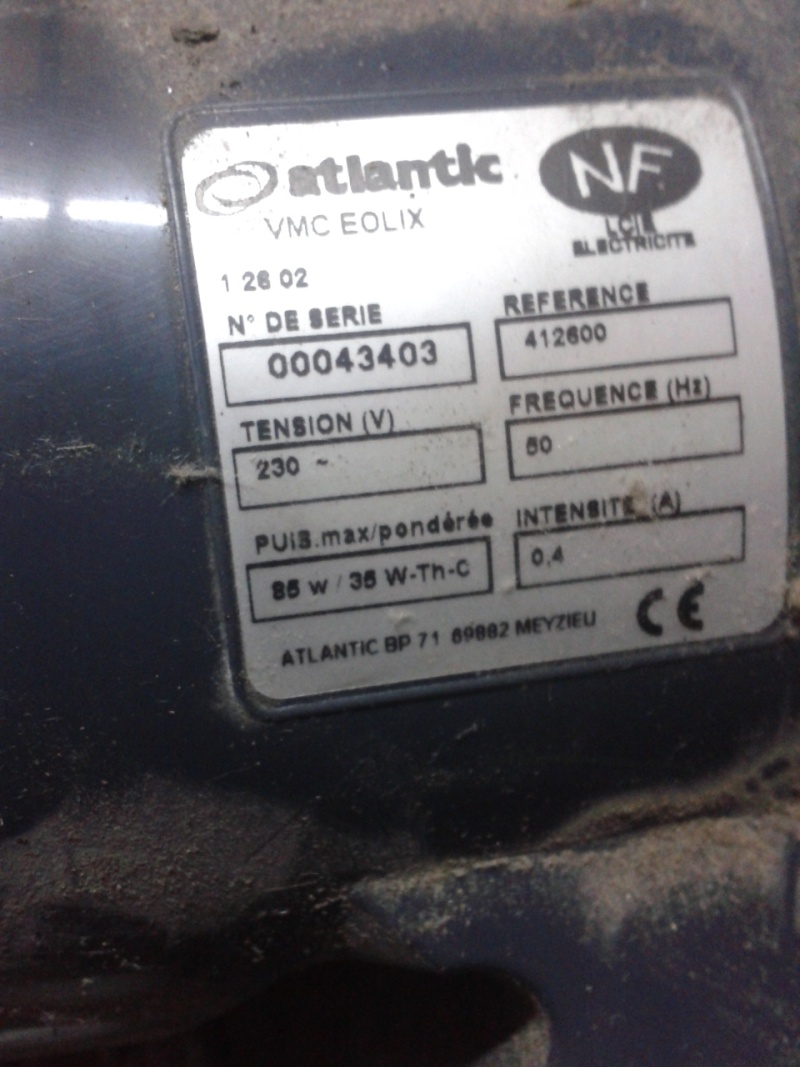 atlantic
NF
VMC EOLIX
LCIE
ELECTRICITE
1 26 02
N° DE SERIE
REFERENCE
00043403
412600
TENSION (V)
FREQUENCE (Hz)
230 ~
50
PUIS.max/pondérée
INTENSITE (A)
85 W / 35 W-Th-C
0,4
ATLANTIC BP 71 69882 MEYZIEU
CE